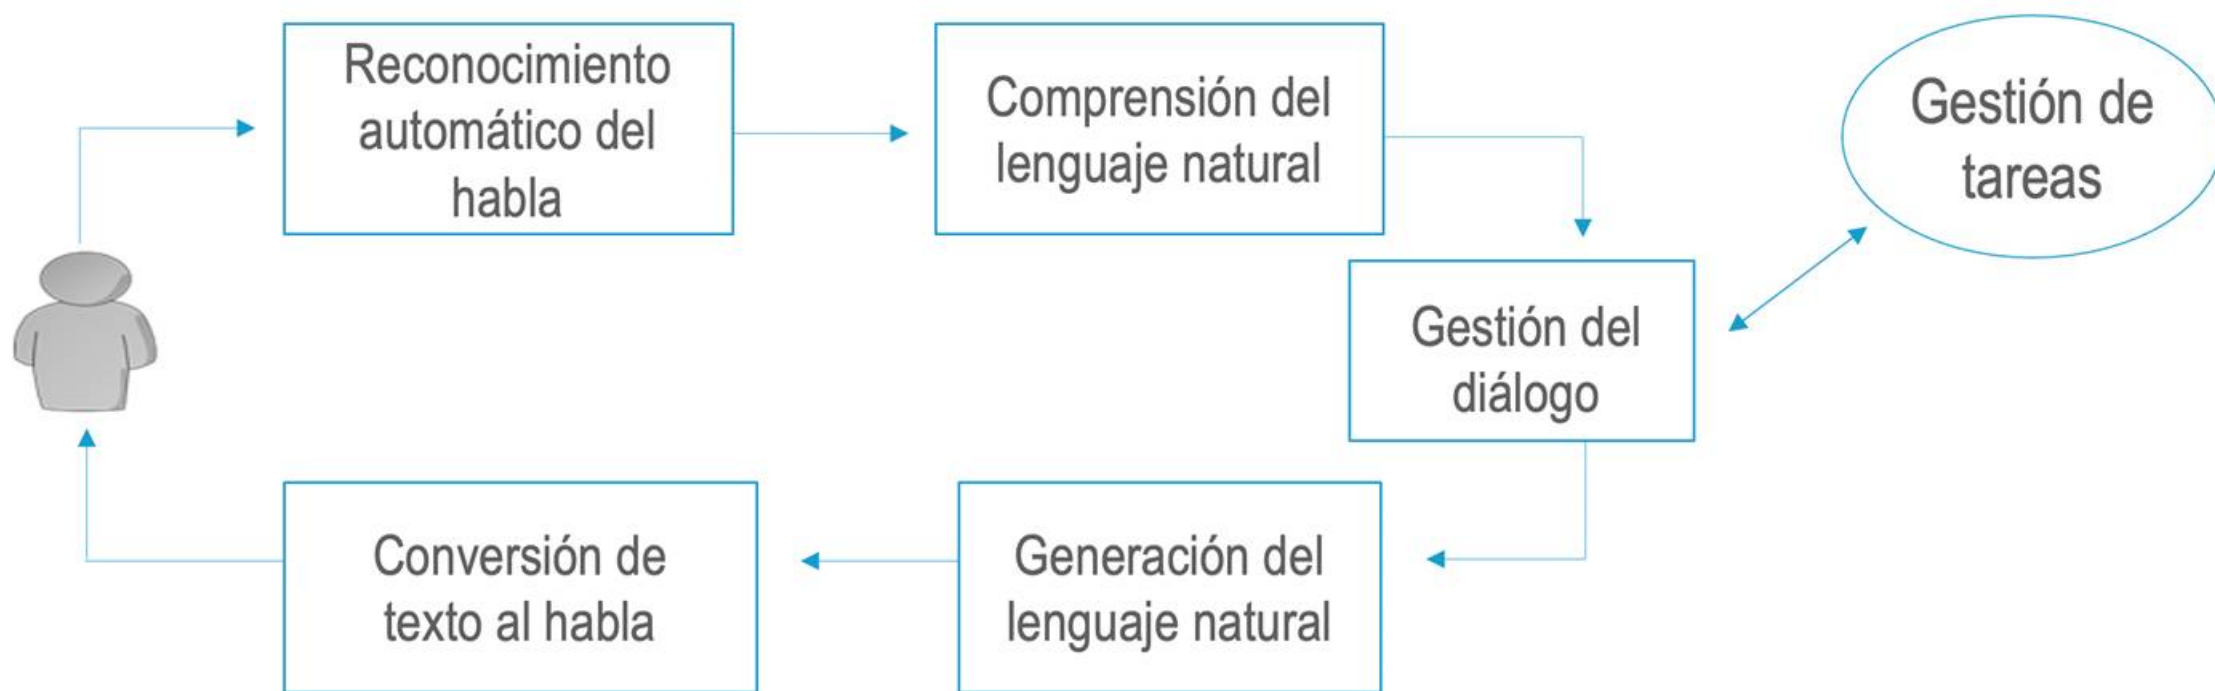 Reconocimiento
automático del
habla
Comprensión del
lenguaje natural
Gestión de
tareas
Gestión del
diálogo
Generación del
lenguaje natural
Conversión de
texto al habla